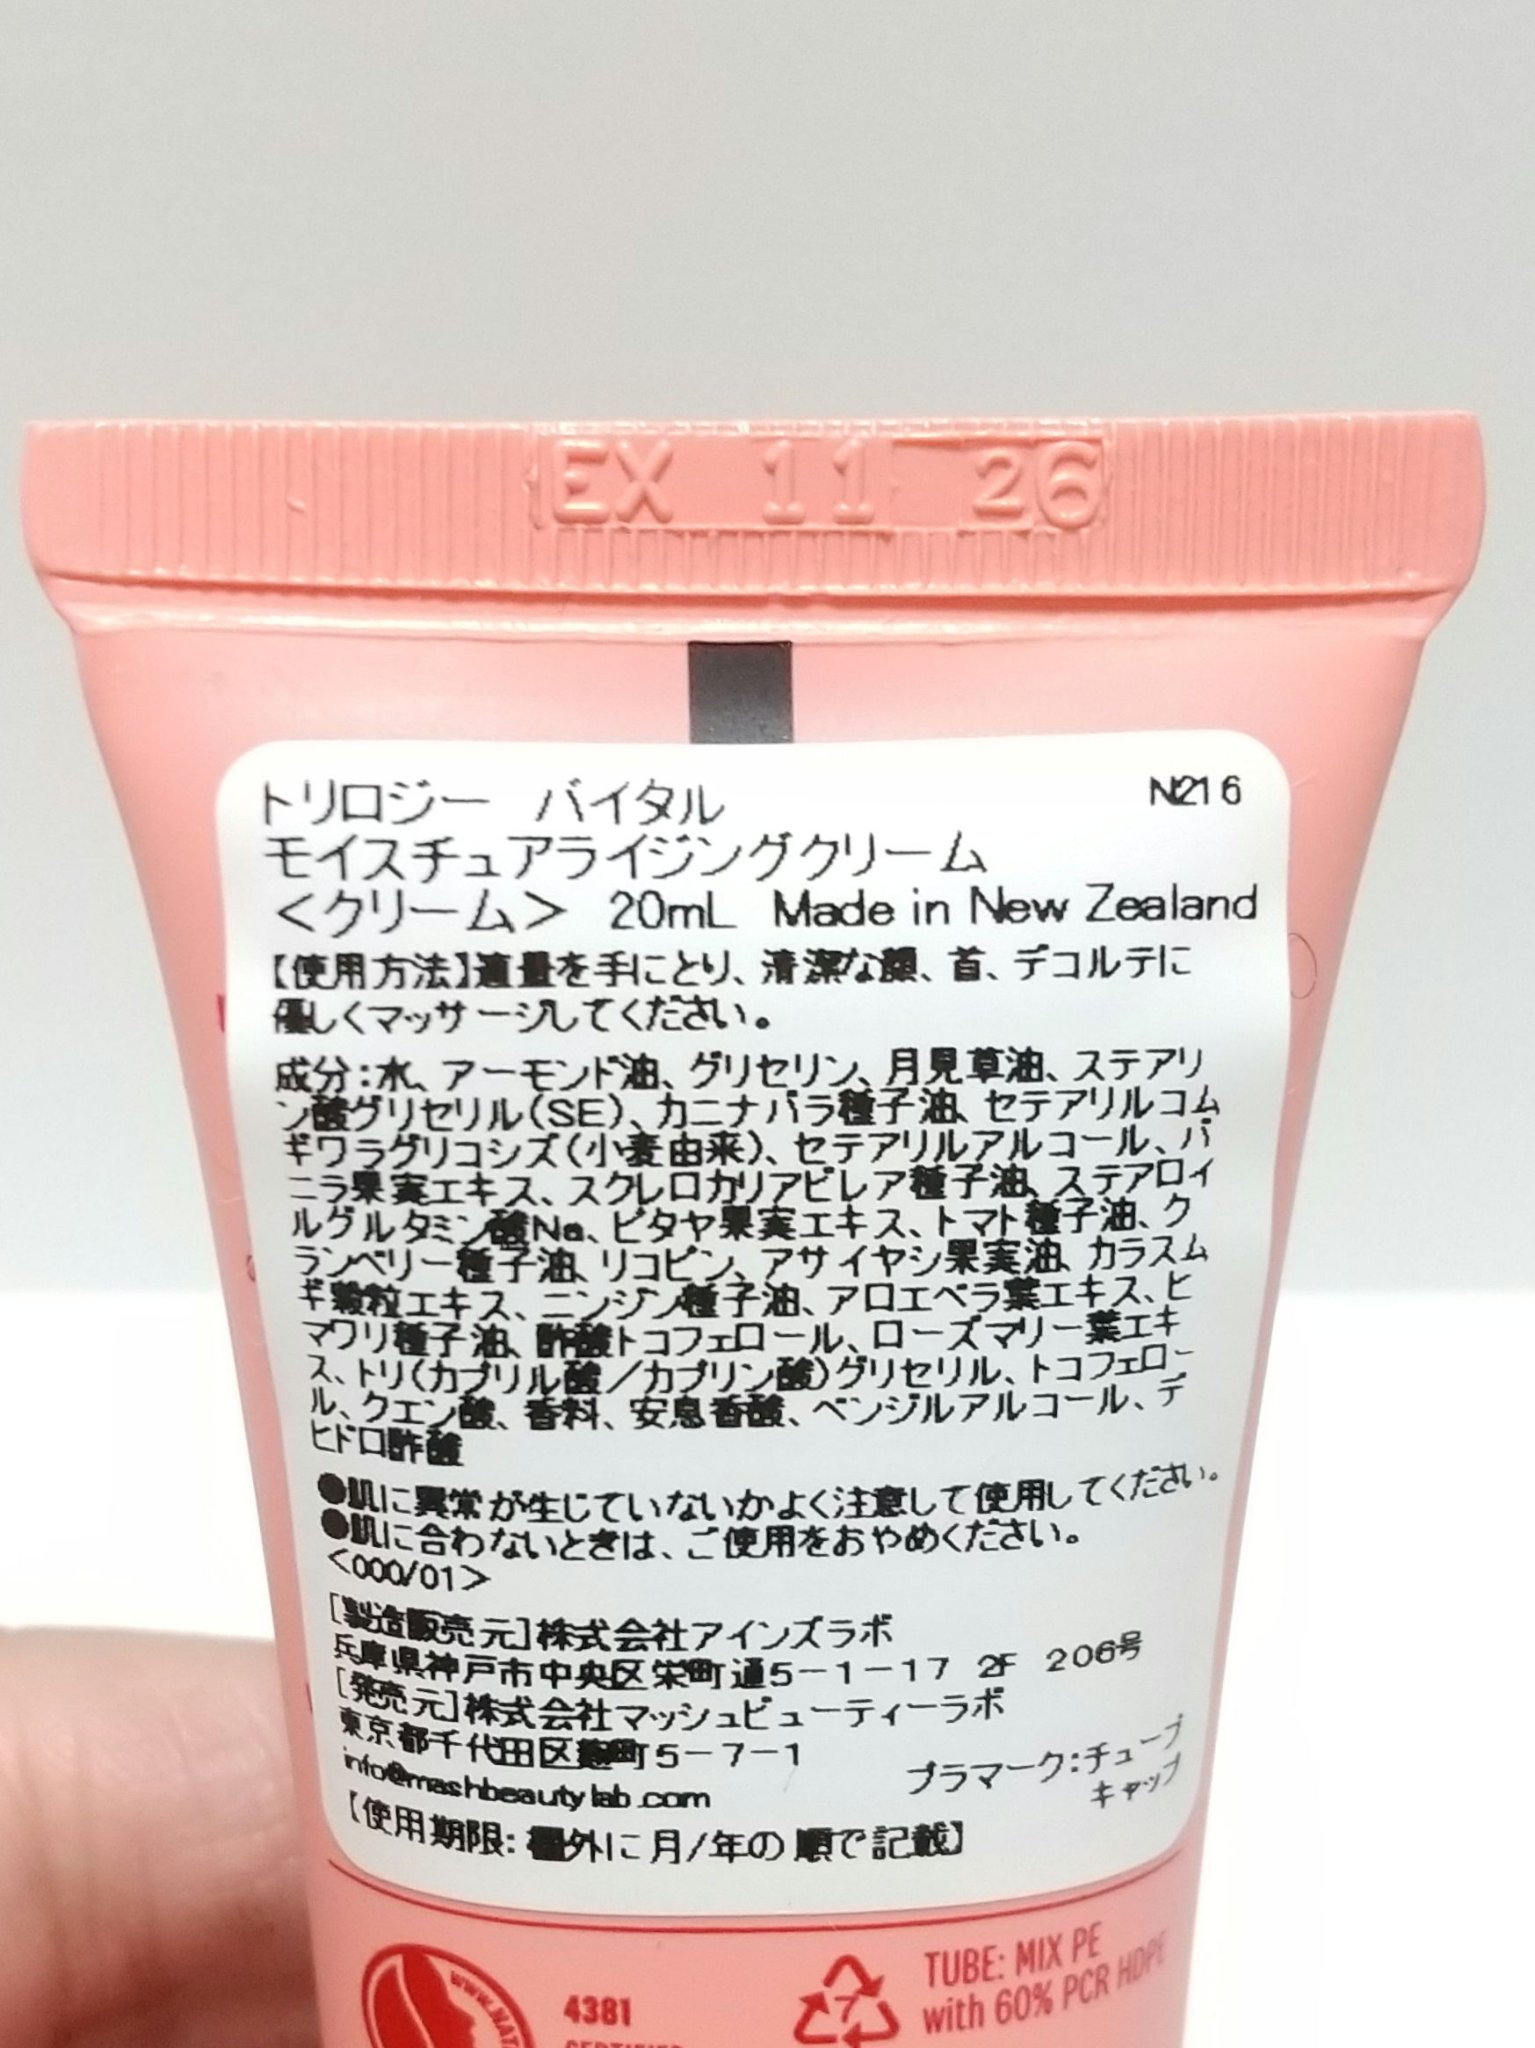 EX 11 26
トリロジー バイタル N216
モイスチュアライジングクリーム
<クリーム> 20mL Made in New Zealand
【使用方法】適量を手にとり、清潔な顔、首、デコルテに
優しくマッサージしてください。
成分：水、アーモンド油、グリセリン、月見草油、ステアリ
ン酸グリセリル(SE)、カニナバラ種子油、セテアリルコム
ギワラグリコシズ(小麦由来)、セテアリルアルコール、バ
ニラ果実エキス、スクレロカリアビレア種子油、ステアロイ
ルグルタミン酸Na、ピタヤ果実エキス、トマト種子油、ク
ランベリー種子油、リコピン、アサイヤシ果実油、カラスム
ギ穀粒エキス、ニンジン種子油、アロエベラ葉エキス、ヒ
マワリ種子油、酢酸トコフェロール、ローズマリー葉エキ
ス、トリ(カプリル酸/カプリン酸)グリセリル、トコフェロー
ル、クエン酸、香料、安息香酸、ベンジルアルコール、デ
ヒドロ酢酸
●肌に異常が生じていないかよく注意して使用してください。
●肌に合わないときは、ご使用をおやめください。
<000/01>
[製造販売元]株式会社アインズラボ
兵庫県神戸市中央区栄町通5-1-17 2F 206号
[発売元]株式会社マッシュビューティーラボ
東京都千代田区麹町5-7-1
info@mashbeautylab.com
プラマーク：チューブ
キャップ
【使用期限：欄外に月/年の順で記載】
WWW.NAT
4381
TUBE: MIX PE
with 60% PCR HDPE
7